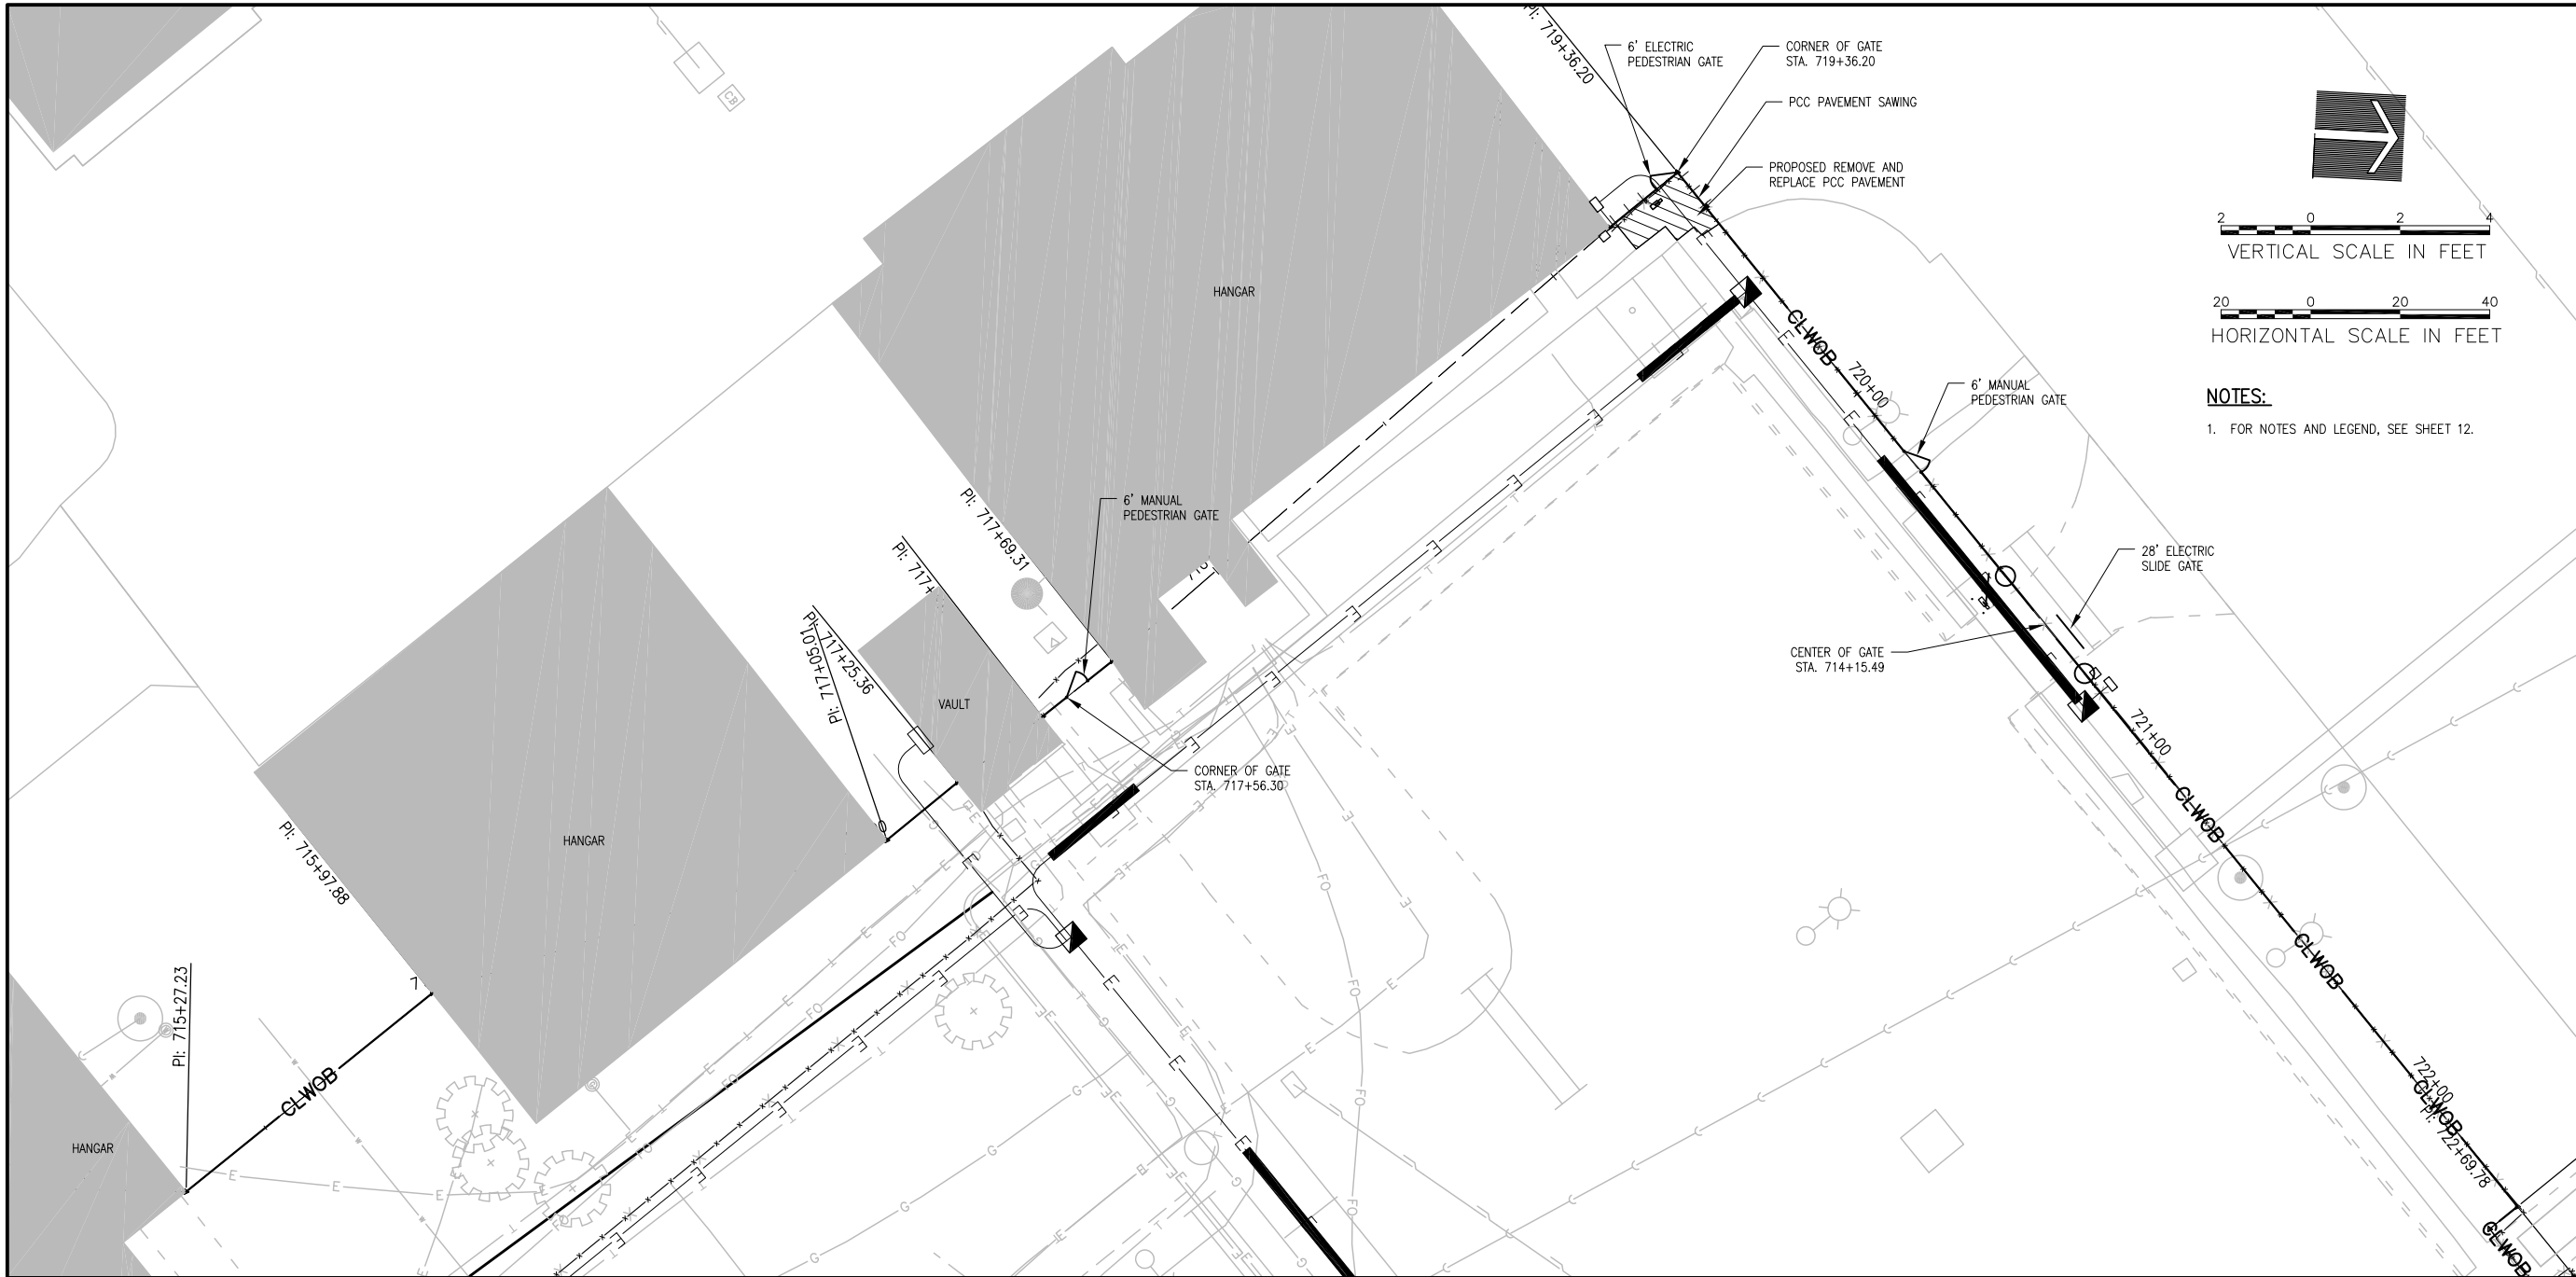 PI: 719+36.20
6' ELECTRIC
PEDESTRIAN GATE
CORNER OF GATE
STA. 719+36.20
PCC PAVEMENT SAWING
PROPOSED REMOVE AND
REPLACE PCC PAVEMENT
CB
2 0 2 4
VERTICAL SCALE IN FEET
20 0 20 40
HORIZONTAL SCALE IN FEET
NOTES:
1. FOR NOTES AND LEGEND, SEE SHEET 12.
HANGAR
CLWOB
720+00
6' MANUAL
PEDESTRIAN GATE
PI: 717+69.31
6' MANUAL
PEDESTRIAN GATE
PI: 717+
28' ELECTRIC
SLIDE GATE
CENTER OF GATE
STA. 714+15.49
PI: 717+25.36
PI: 717+05.01
VAULT
721+00
CORNER OF GATE
STA. 717+56.30
CLWOB
HANGAR
PI: 715+97.88
CLWOB
PI: 715+27.23
7
CLWOB
HANGAR
722+00
CLWOB
PI: 722+69.78
CLWOB